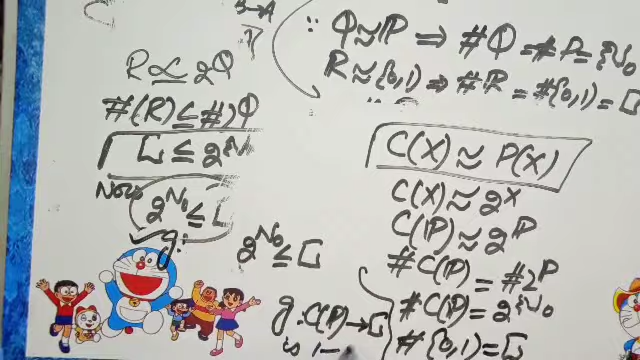 R ≤ 2^Q
#(R) ≤ # 2^Q
C ≤ 2^ℵ
Now
2^ℵ₀ ≤ C
g:
2^ℵ₀ ≤ C
∵ Q ≈ P ⇒ #Q = #P = ℵ₀
R ≈ {0,1) ⇒ #R = #{0,1) = C
C(X) ≈ P(X)
C(X) ≈ 2^X
C(P) ≈ 2^P
#C(P) = #2^P
#C(P) = 2^ℵ₀
#{0,1) = C
g: C(P) → C
is 1—